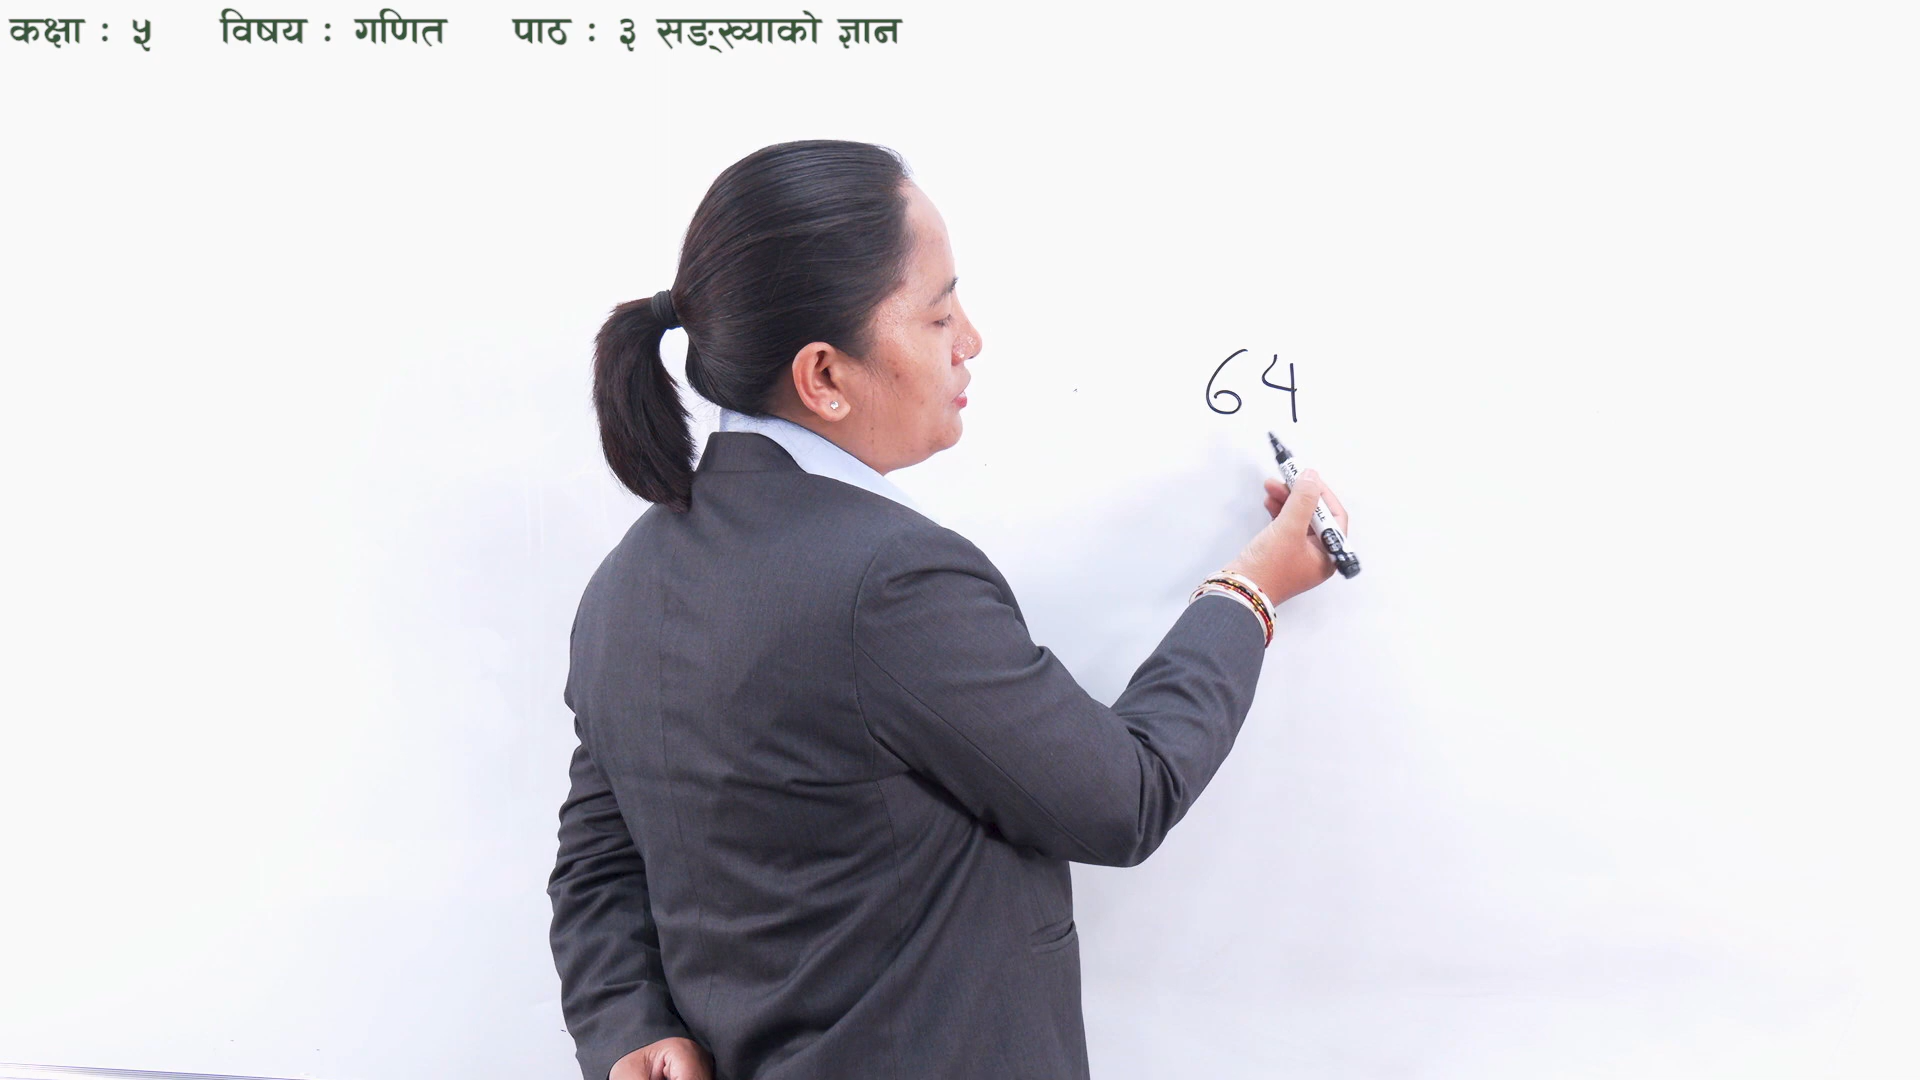 कक्षा : ५ विषय : गणित पाठ : ३ सङ्ख्याको ज्ञान
64